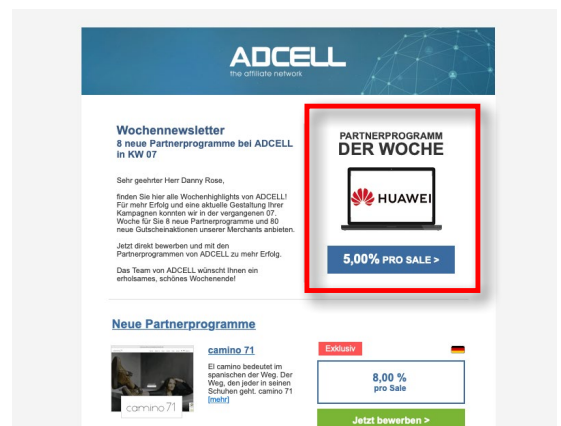 ADCELL
the affiliate network
Wochennewsletter
8 neue Partnerprogramme bei ADCELL
in KW 07
Sehr geehrter Herr Danny Rose,
finden Sie hier alle Wochenhighlights von ADCELL!
Für mehr Erfolg und eine aktuelle Gestaltung Ihrer
Kampagnen konnten wir in der vergangenen 07.
Woche für Sie 8 neue Partnerprogramme und 80
neue Gutscheinaktionen unserer Merchants anbieten.
Jetzt direkt bewerben und mit den
Partnerprogrammen von ADCELL zu mehr Erfolg.
Das Team von ADCELL wünscht Ihnen ein
erholsames, schönes Wochenende!
PARTNERPROGRAMM
DER WOCHE
HUAWEI
5,00% PRO SALE >
Neue Partnerprogramme
camino 71
camino 71
El camino bedeutet im
spanischen der Weg. Der
Weg, den jeder in seinen
Schuhen geht. camino 71
[mehr]
Exklusiv
8,00 %
pro Sale
Jetzt bewerben >